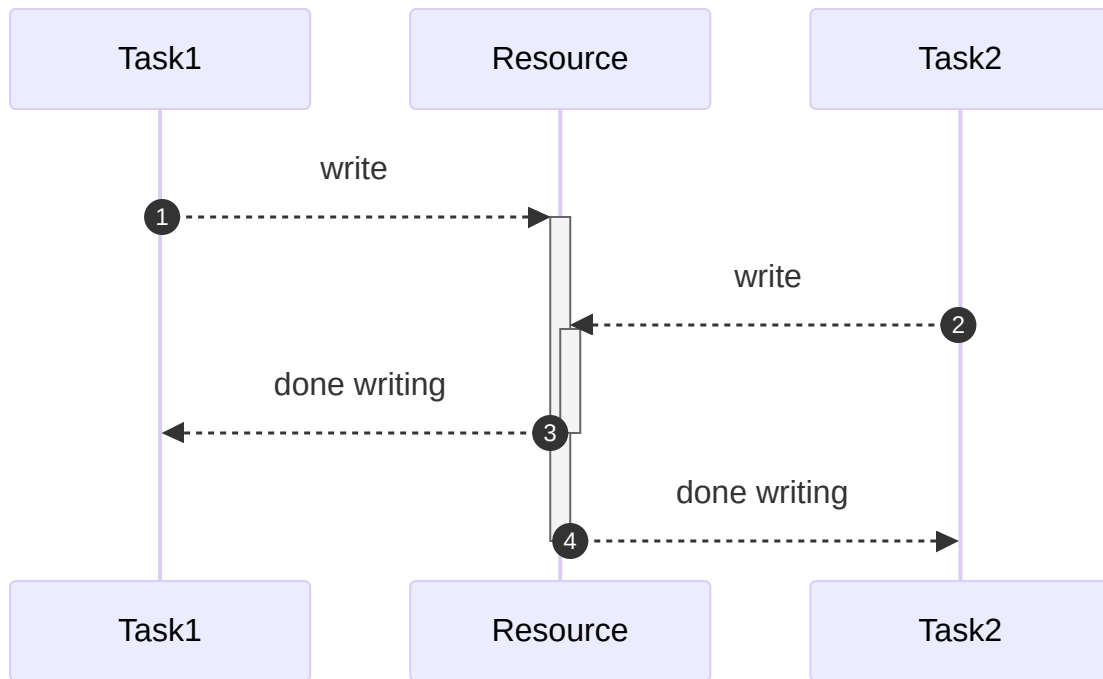 Task1
Resource
Task2
write
1
write
2
done writing
3
done writing
4
Task1
Resource
Task2